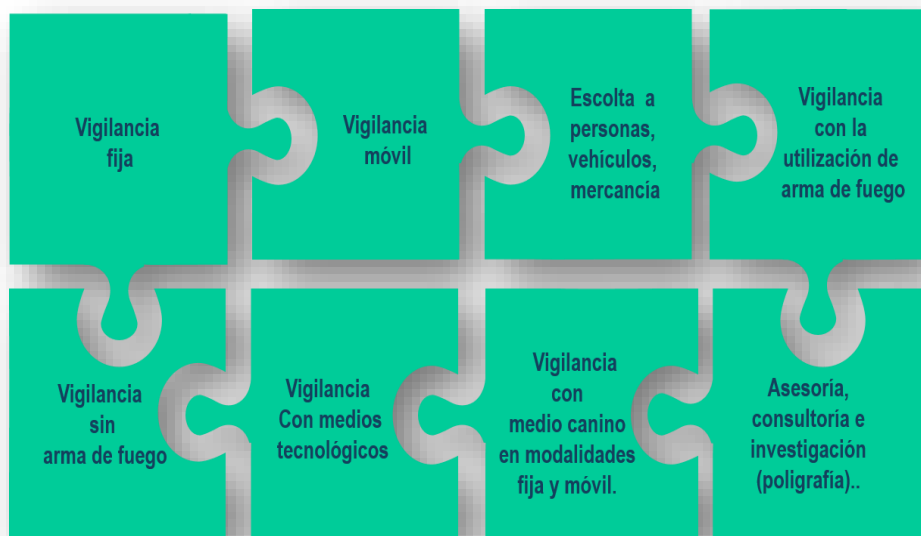 Vigilancia
fija
Vigilancia
móvil
Escolta a
personas,
vehículos,
mercancía
Vigilancia
con la
utilización de
arma de fuego
Vigilancia
sin
arma de fuego
Vigilancia
Con medios
tecnológicos
Vigilancia
con
medio canino
en modalidades
fija y móvil.
Asesoría,
consultoría e
investigación
(poligrafía)..